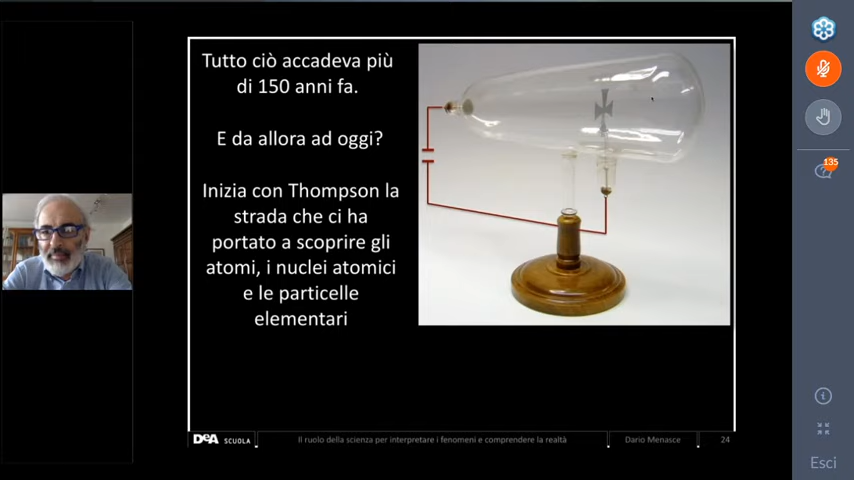 Tutto ciò accadeva più
di 150 anni fa.
E da allora ad oggi?
Inizia con Thompson la
strada che ci ha
portato a scoprire gli
atomi, i nuclei atomici
e le particelle
elementari
DeA SCUOLA
Il ruolo della scienza per interpretare i fenomeni e comprendere la realtà
Dario Menasce
24
135
Esci